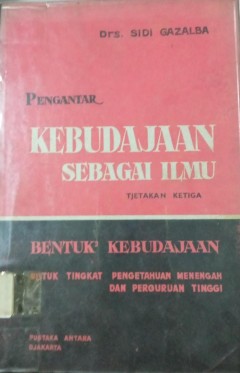 Drs. SIDI GAZALBA
PENGANTAR
KEBUDAJAAN
SEBAGAI ILMU
TJETAKAN KETIGA
BENTUK² KEBUDAJAAN
UNTUK TINGKAT PENGETAHUAN MENENGAH
DAN PERGURUAN TINGGI
PUSTAKA ANTARA
DJAKARTA